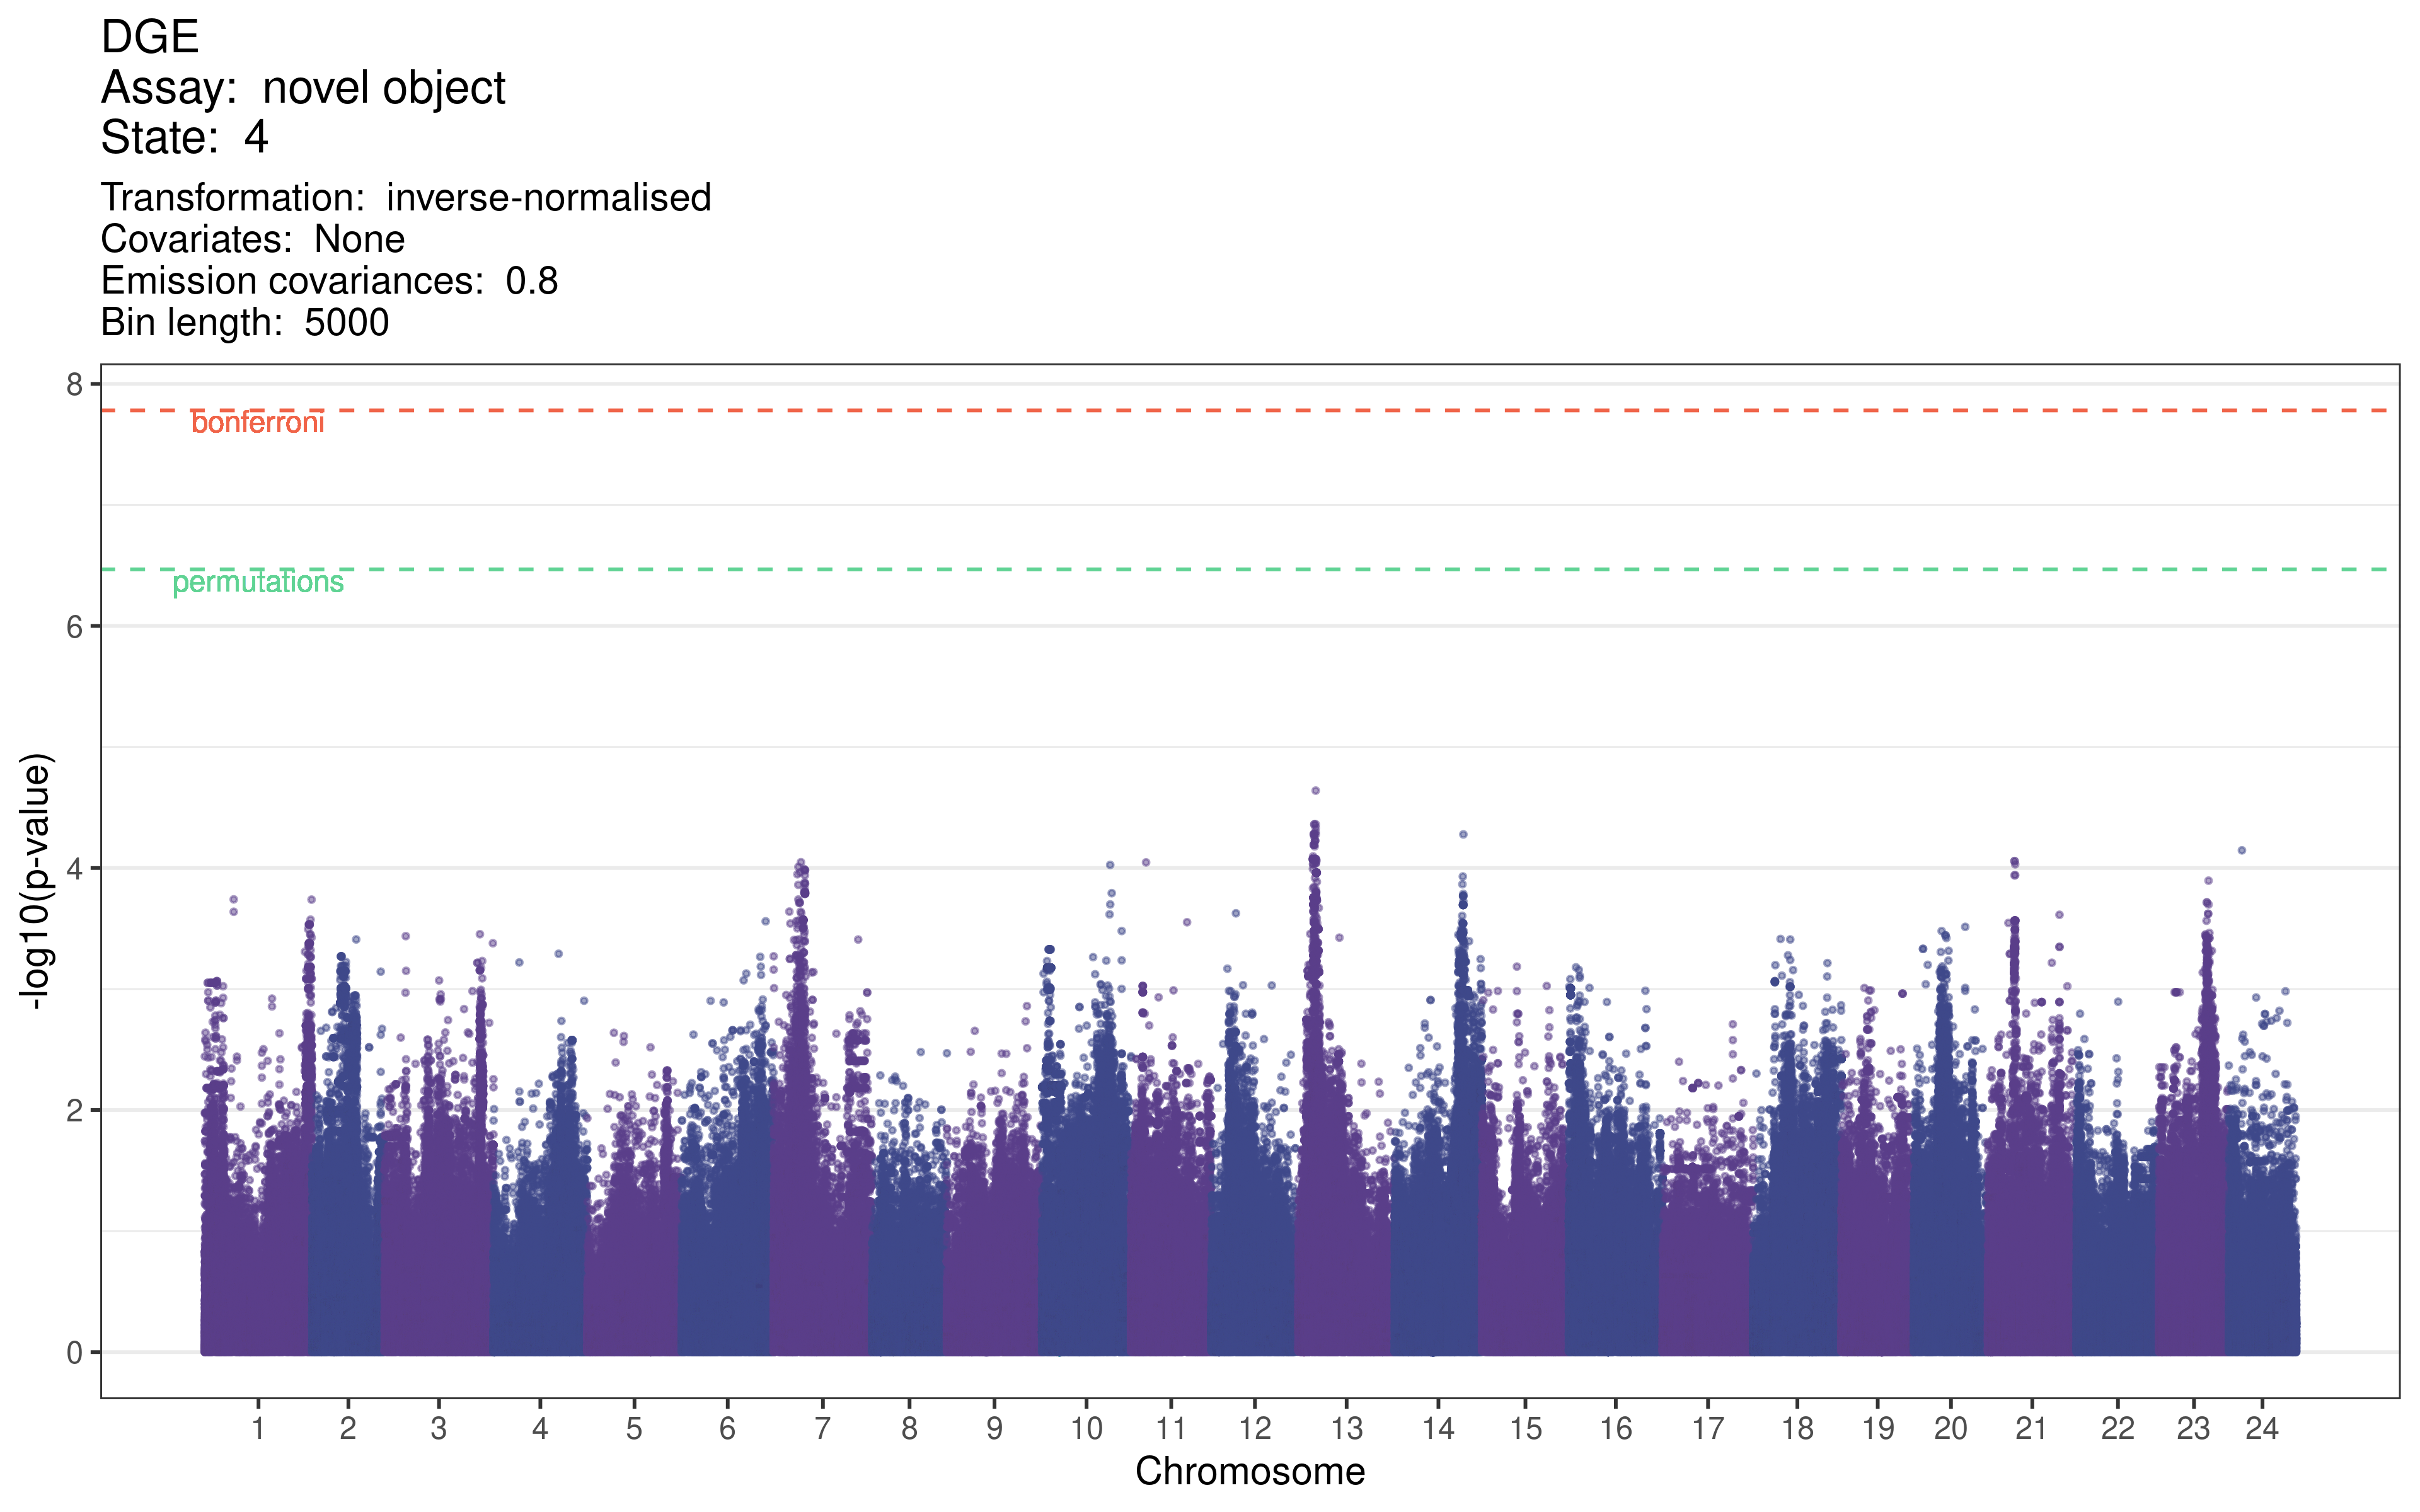 DGE
Assay:  novel object
State:  4
Transformation:  inverse-normalised
Covariates:  None
Emission covariances:  0.8
Bin length:  5000
8
bonferroni
permutations
6
4
2
0
-log10(p-value)
1 2 3 4 5 6 7 8 9 10 11 12 13 14 15 16 17 18 19 20 21 22 23 24
Chromosome